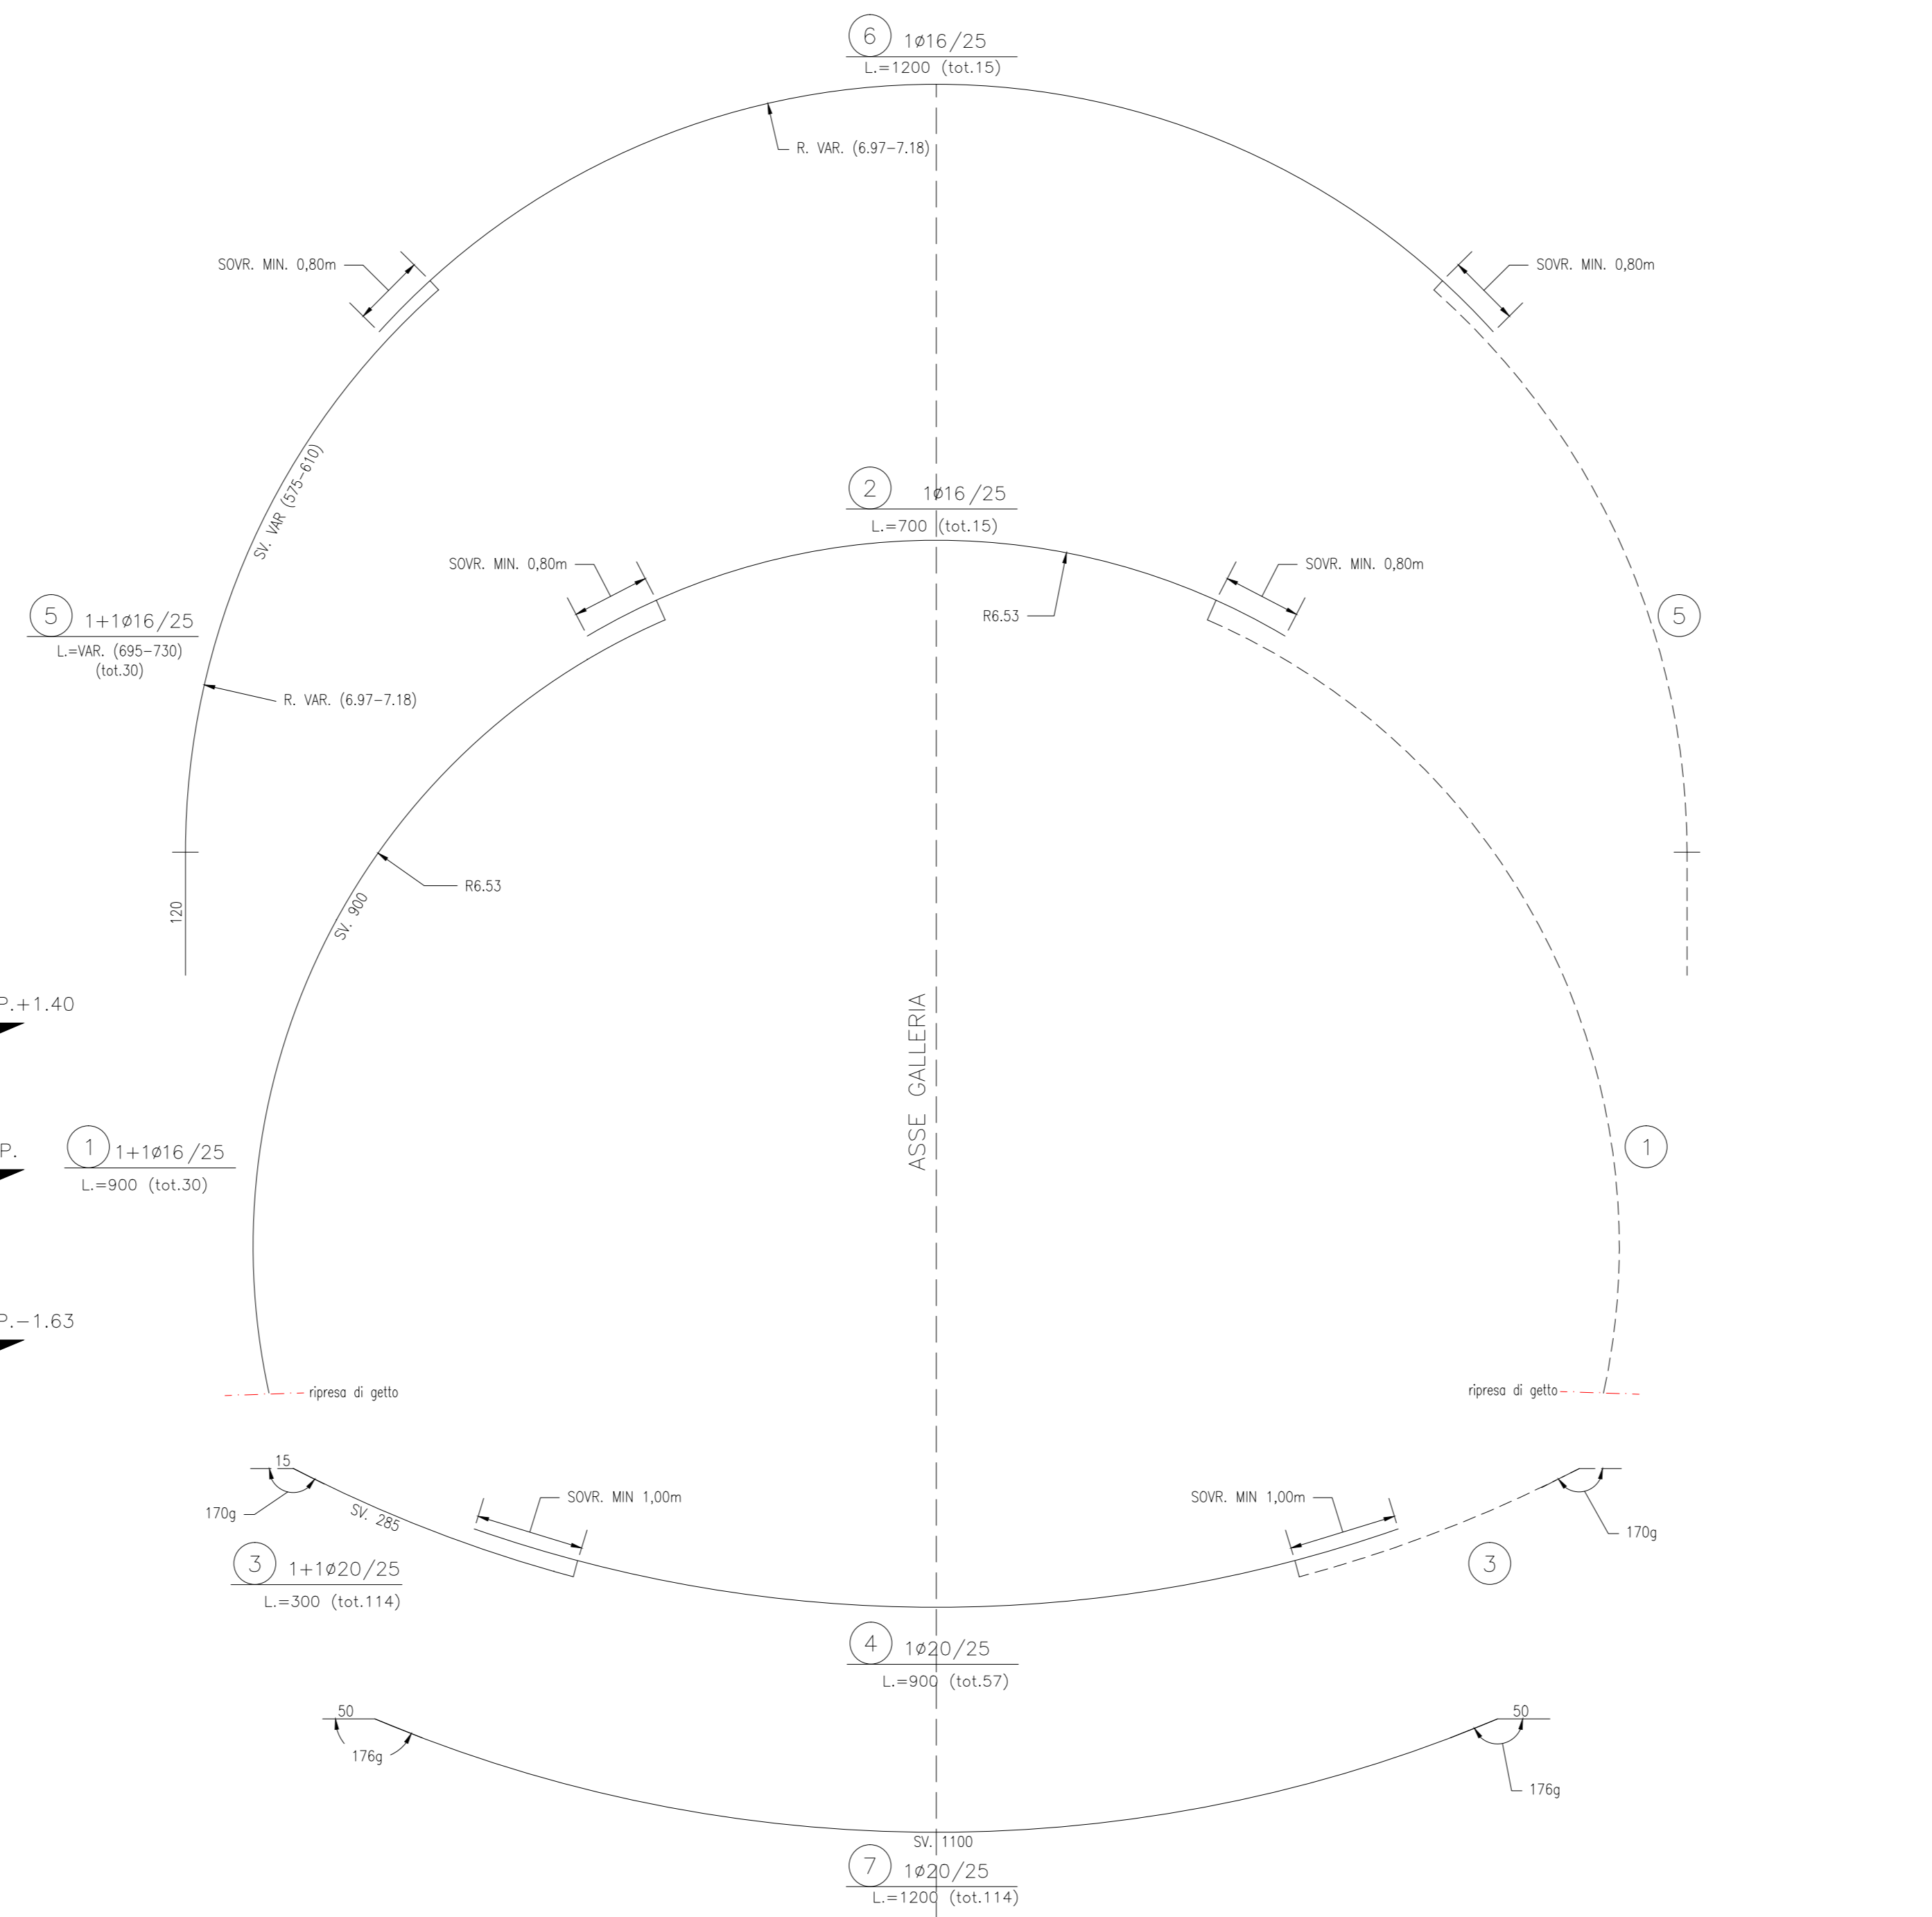 6 1ø16/25
L.=1200 (tot.15)
R. VAR. (6.97-7.18)
SOVR. MIN. 0,80m
SOVR. MIN. 0,80m
SV. VAR (575-610)
2 1ø16/25
L.=700 (tot.15)
SOVR. MIN. 0,80m
SOVR. MIN. 0,80m
R6.53
5 1+1ø16/25
L.=VAR. (695-730)
(tot.30)
5
R. VAR. (6.97-7.18)
R6.53
SV. 900
120
P.+1.40
ASSE GALLERIA
P.
1 1+1ø16/25
L.=900 (tot.30)
1
P.-1.63
ripresa di getto
ripresa di getto
15
170g
SV. 285
SOVR. MIN 1,00m
SOVR. MIN 1,00m
170g
3 1+1ø20/25
L.=300 (tot.114)
3
4 1ø20/25
L.=900 (tot.57)
50
176g
50
176g
SV. 1100
7 1ø20/25
L.=1200 (tot.114)